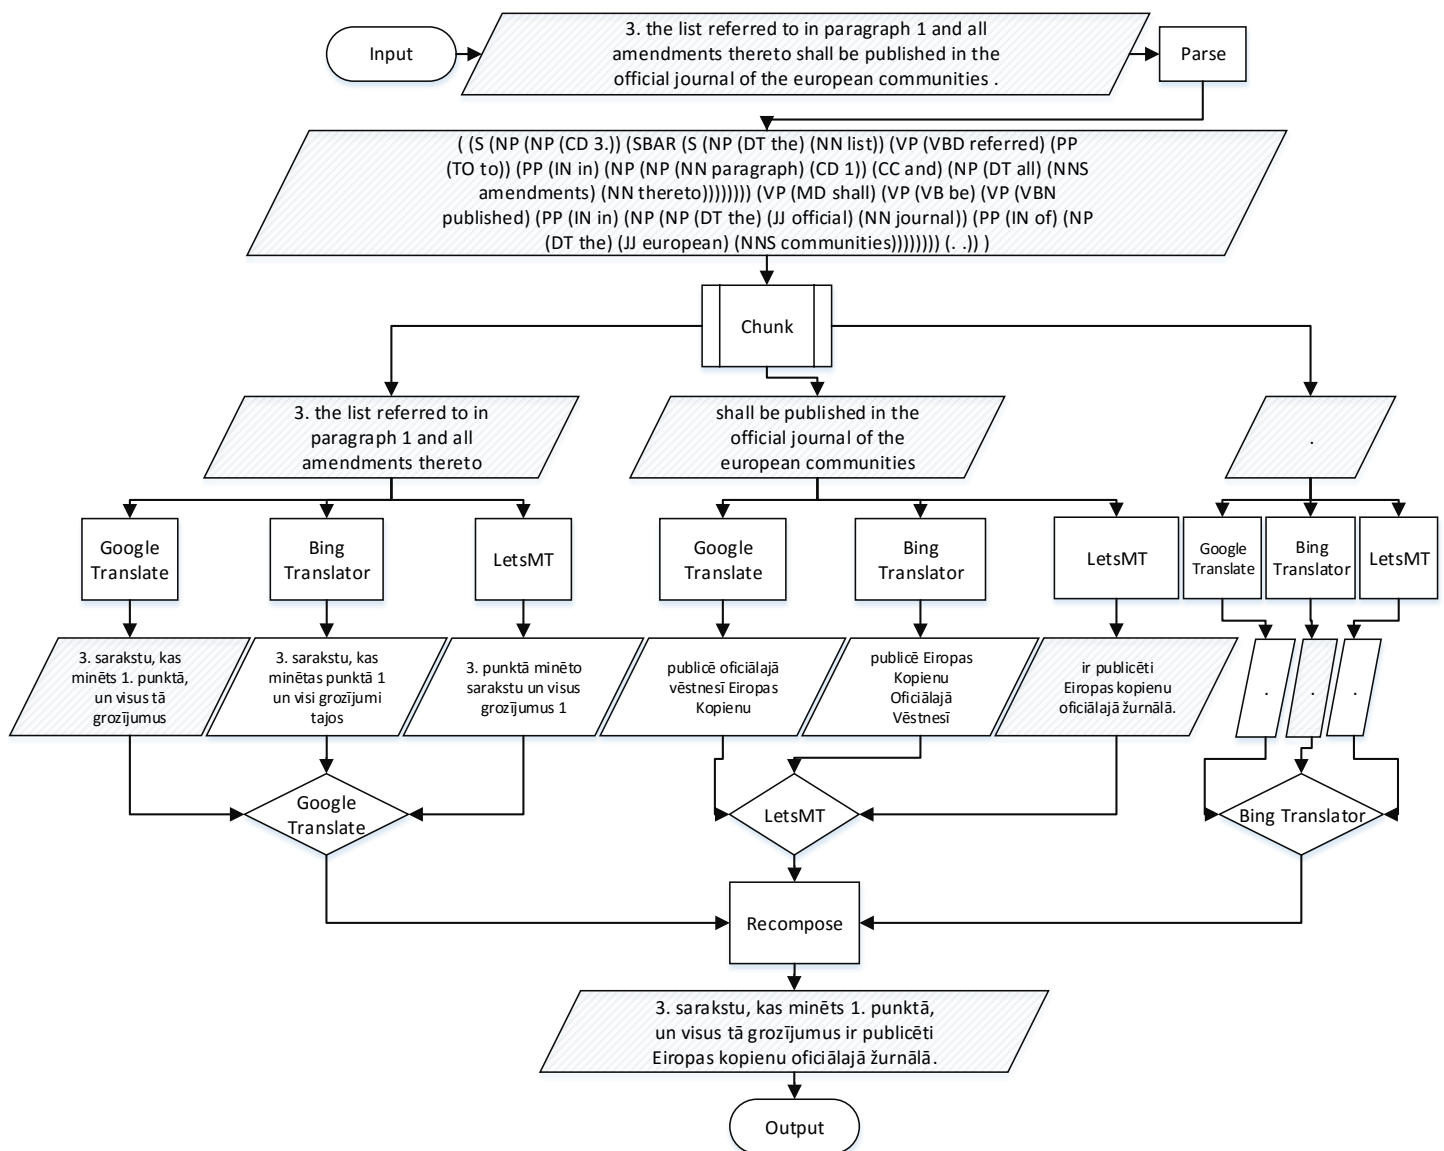 Input
3. the list referred to in paragraph 1 and all
amendments thereto shall be published in the
official journal of the european communities .
Parse
( (S (NP (NP (CD 3.)) (SBAR (S (NP (DT the) (NN list)) (VP (VBD referred) (PP
(TO to)) (PP (IN in) (NP (NP (NN paragraph) (CD 1)) (CC and) (NP (DT all) (NNS
amendments) (NN thereto)))))))) (VP (MD shall) (VP (VB be) (VP (VBN
published) (PP (IN in) (NP (NP (DT the) (JJ official) (NN journal)) (PP (IN of) (NP
(DT the) (JJ european) (NNS communities)))))))) (. .)) )
Chunk
3. the list referred to in
paragraph 1 and all
amendments thereto
shall be published in the
official journal of the
european communities
.
Google
Translate
Bing
Translator
LetsMT
Google
Translate
Bing
Translator
LetsMT
Google
Translate
Bing
Translator
LetsMT
3. sarakstu, kas
minēts 1. punktā,
un visus tā
grozījumus
3. sarakstu, kas
minētas punktā 1
un visi grozījumi
tajos
3. punktā minēto
sarakstu un visus
grozījumus 1
publicē oficiālajā
vēstnesī Eiropas
Kopienu
publicē Eiropas
Kopienu
Oficiālajā
Vēstnesī
ir publicēti
Eiropas kopienu
oficiālajā žurnālā.
.
.
.
Google
Translate
LetsMT
Bing Translator
Recompose
3. sarakstu, kas minēts 1. punktā,
un visus tā grozījumus ir publicēti
Eiropas kopienu oficiālajā žurnālā.
Output